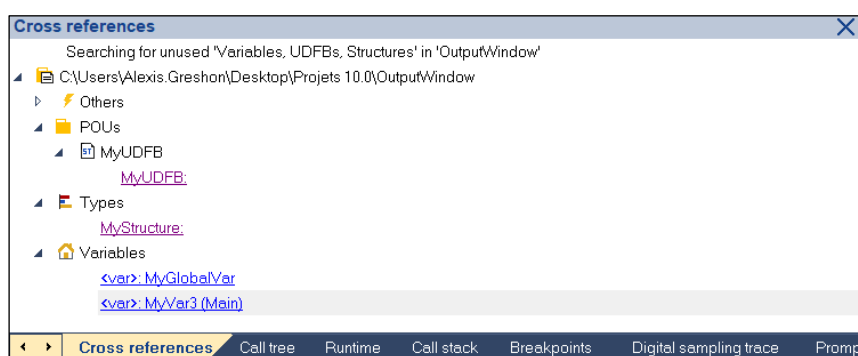 Cross references
Searching for unused 'Variables, UDFBs, Structures' in 'OutputWindow'
C:\Users\Alexis.Greshon\Desktop\Projets 10.0\OutputWindow
Others
POUs
ST MyUDFB
MyUDFB:
Types
MyStructure:
Variables
<var>: MyGlobalVar
<var>: MyVar3 (Main)
Cross references Call tree Runtime Call stack Breakpoints Digital sampling trace Promp